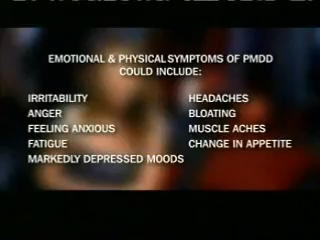 EMOTIONAL & PHYSICAL SYMPTOMS OF PMDD
COULD INCLUDE:
IRRITABILITY
ANGER
FEELING ANXIOUS
FATIGUE
MARKEDLY DEPRESSED MOODS
HEADACHES
BLOATING
MUSCLE ACHES
CHANGE IN APPETITE